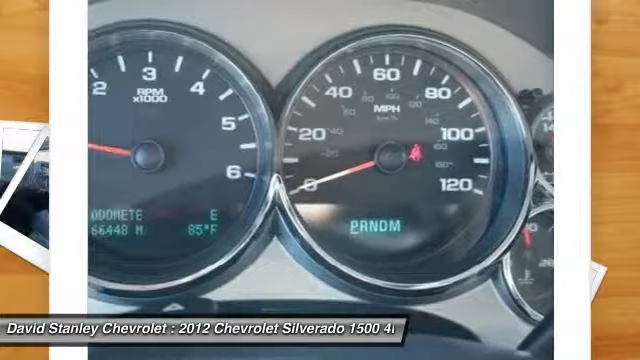 2 3 4 5 6
RPM
x1000
ODOMETE E
66448 M 85°F
0 20 40 60 80 100 120
MPH
km/h
PRNDM
David Stanley Chevrolet : 2012 Chevrolet Silverado 1500 4